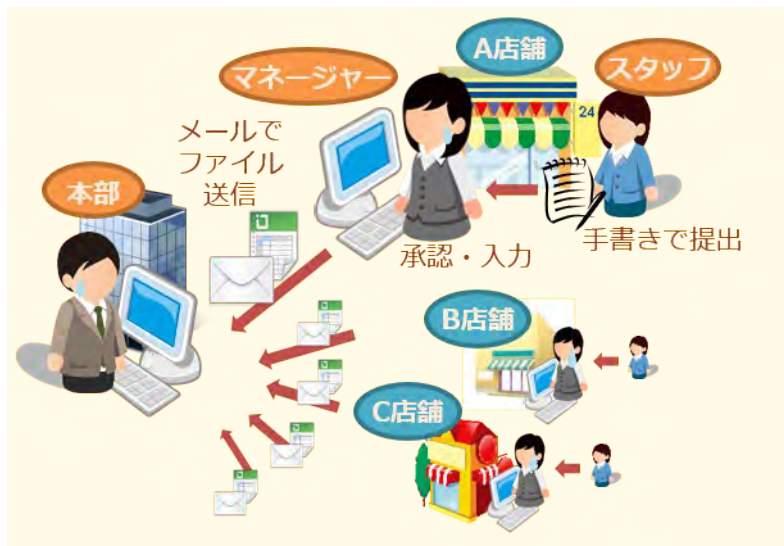 A店舗
マネージャー
スタッフ
24
メールで
ファイル
送信
本部
手書きで提出
承認・入力
B店舗
C店舗